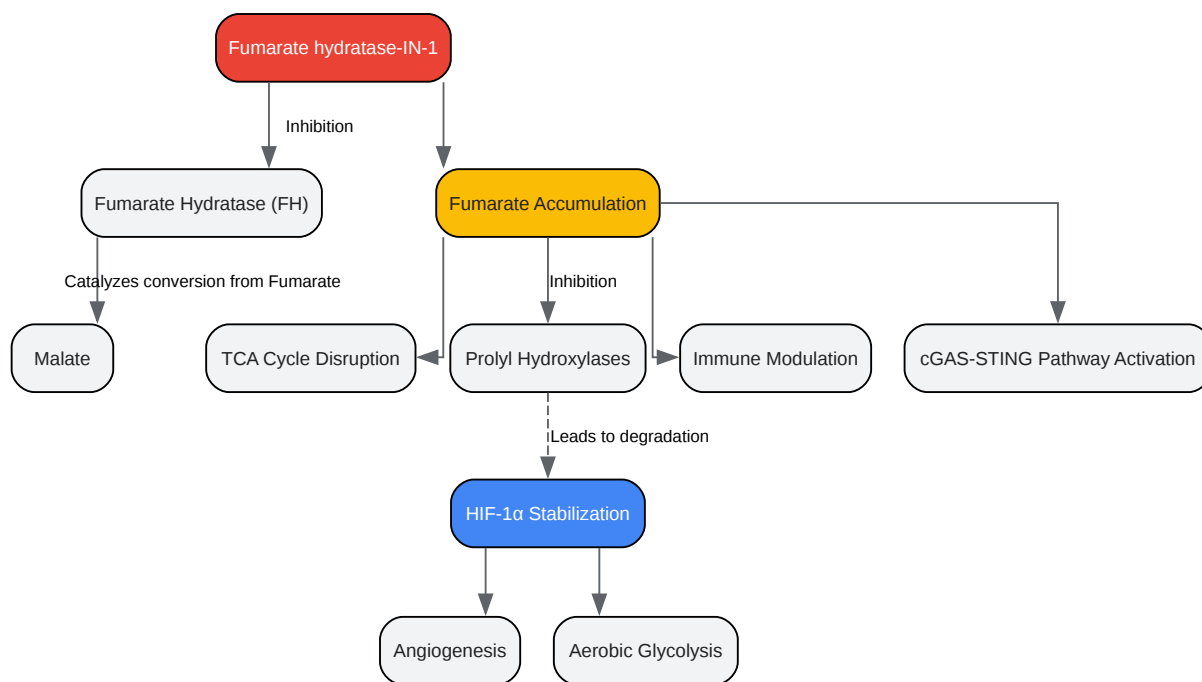 Fumarate hydratase-IN-1
Inhibition
Fumarate Hydratase (FH)
Fumarate Accumulation
Catalyzes conversion from Fumarate
Inhibition
Malate
TCA Cycle Disruption
Prolyl Hydroxylases
Immune Modulation
cGAS-STING Pathway Activation
Leads to degradation
HIF-1α Stabilization
Angiogenesis
Aerobic Glycolysis